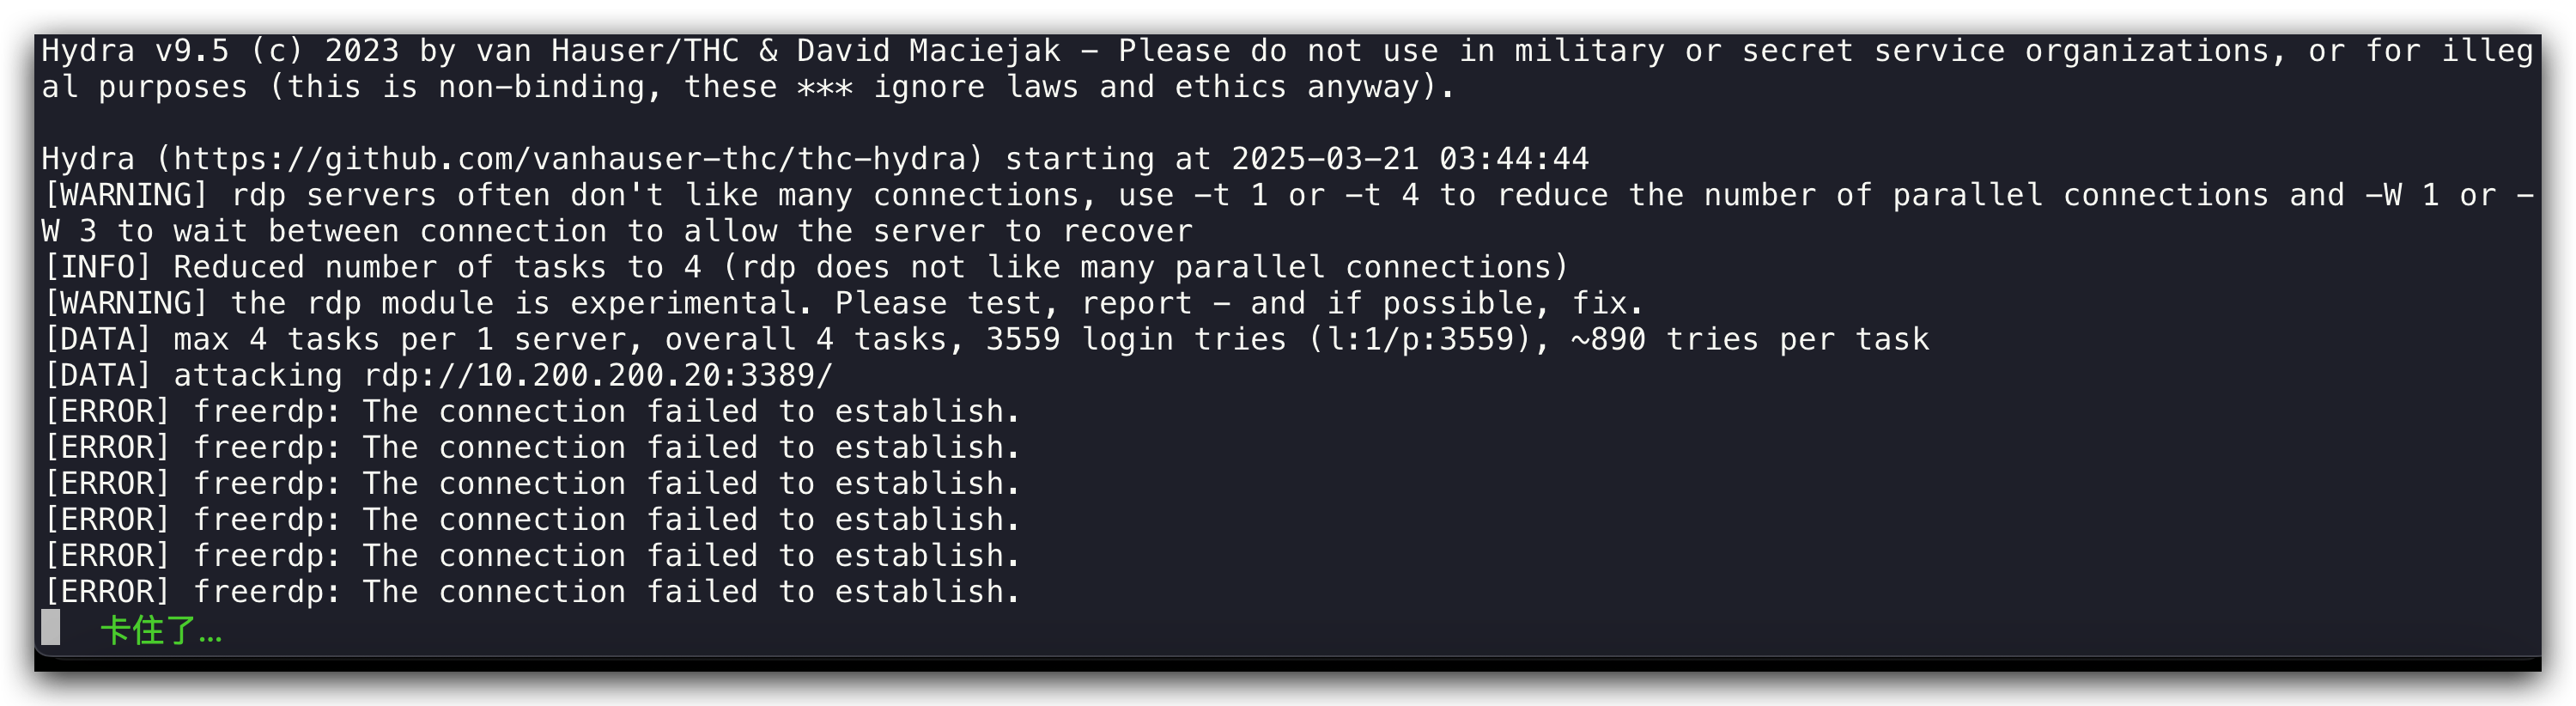 Hydra v9.5 (c) 2023 by van Hauser/THC & David Maciejak - Please do not use in military or secret service organizations, or for illeg
al purposes (this is non-binding, these *** ignore laws and ethics anyway).
Hydra (https://github.com/vanhauser-thc/thc-hydra) starting at 2025-03-21 03:44:44
[WARNING] rdp servers often don't like many connections, use -t 1 or -t 4 to reduce the number of parallel connections and -W 1 or -
W 3 to wait between connection to allow the server to recover
[INFO] Reduced number of tasks to 4 (rdp does not like many parallel connections)
[WARNING] the rdp module is experimental. Please test, report - and if possible, fix.
[DATA] max 4 tasks per 1 server, overall 4 tasks, 3559 login tries (l:1/p:3559), ~890 tries per task
[DATA] attacking rdp://10.200.200.20:3389/
[ERROR] freerdp: The connection failed to establish.
[ERROR] freerdp: The connection failed to establish.
[ERROR] freerdp: The connection failed to establish.
[ERROR] freerdp: The connection failed to establish.
[ERROR] freerdp: The connection failed to establish.
[ERROR] freerdp: The connection failed to establish.
卡住了...